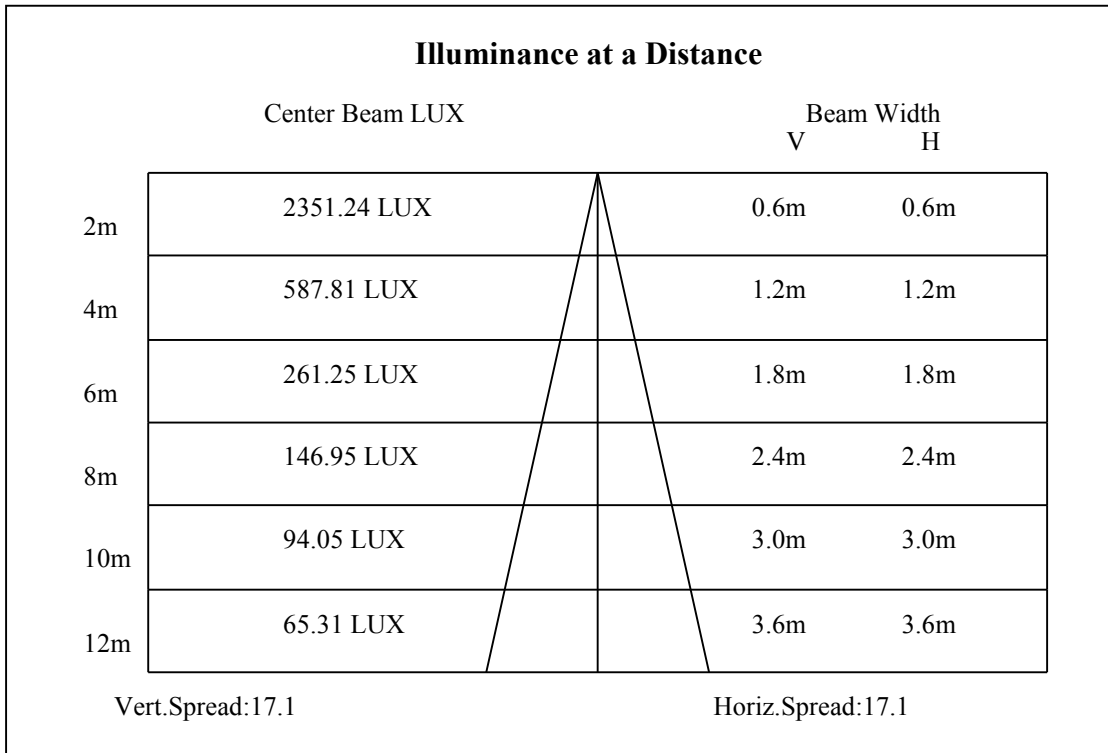 Illuminance at a Distance
Center Beam LUX Beam Width
V H
2m 2351.24 LUX 0.6m 0.6m
4m 587.81 LUX 1.2m 1.2m
6m 261.25 LUX 1.8m 1.8m
8m 146.95 LUX 2.4m 2.4m
10m 94.05 LUX 3.0m 3.0m
12m 65.31 LUX 3.6m 3.6m
Vert.Spread:17.1 Horiz.Spread:17.1